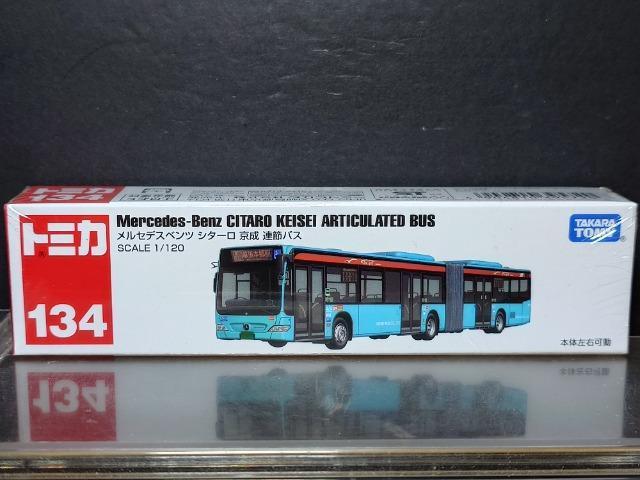 トミカ
134
Mercedes-Benz CITARO KEISEI ARTICULATED BUS
メルセデスベンツ シターロ 京成 連節バス
SCALE 1/120
TAKARA
TOMY
トミカ
134
本体左右可動